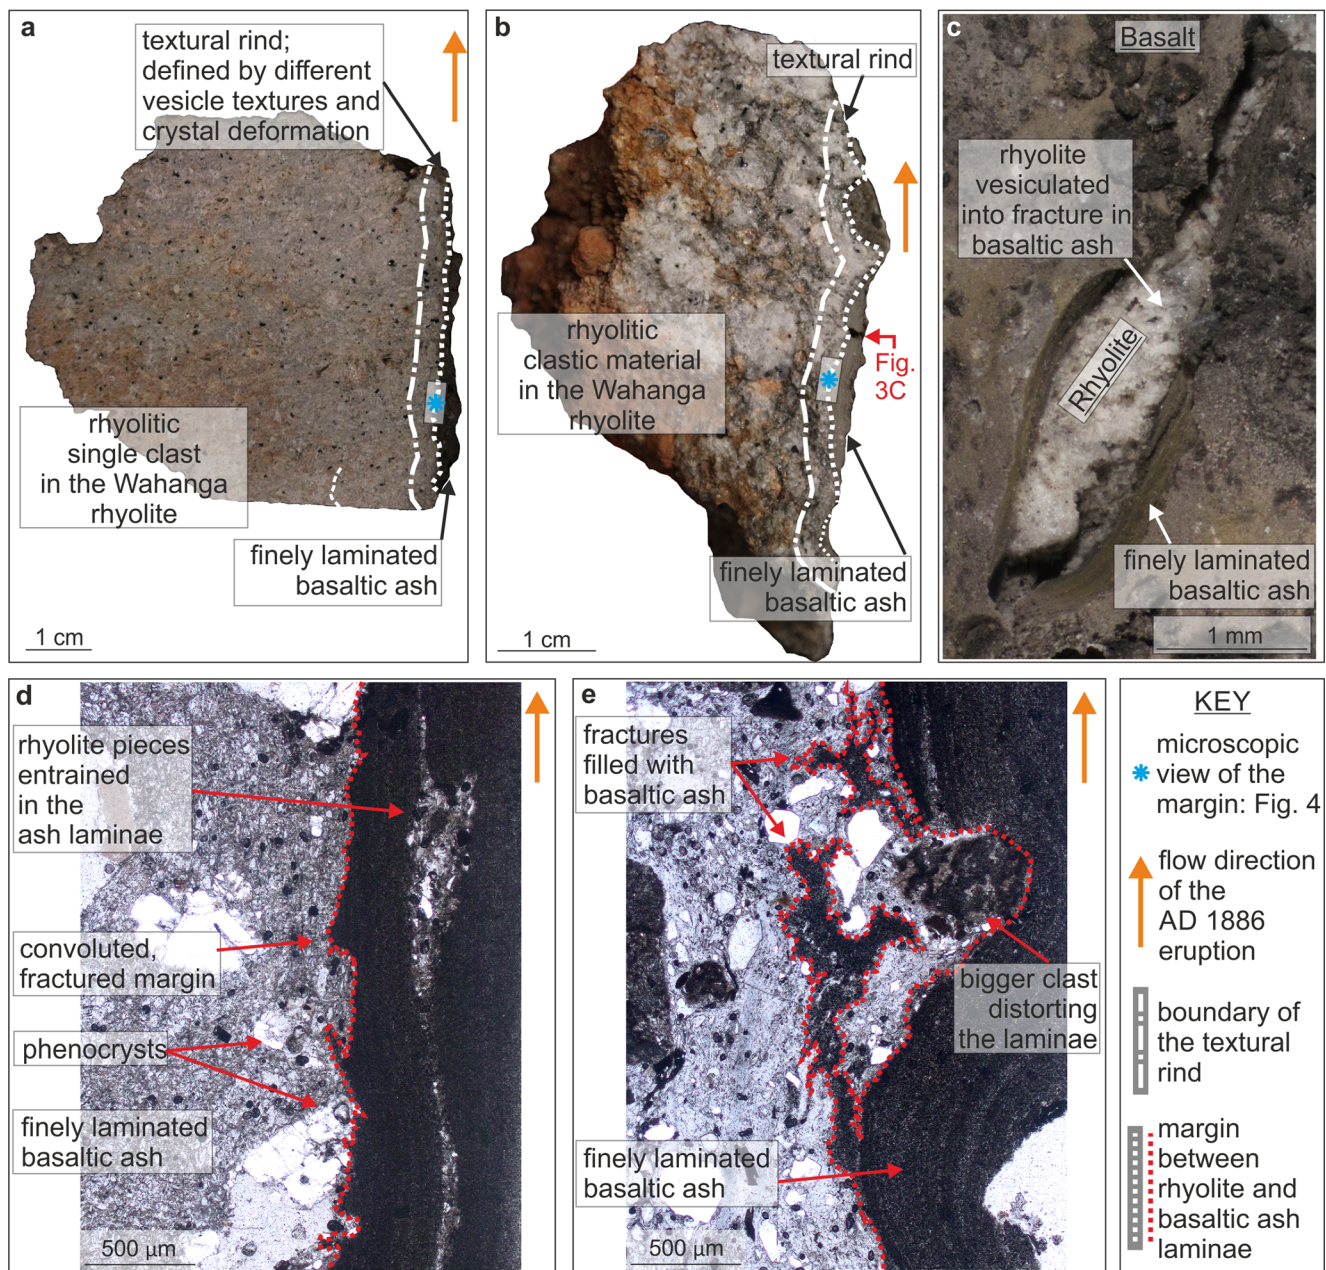 a
textural rind;
defined by different
vesicle textures and
crystal deformation
rhyolitic
single clast
in the Wahanga
rhyolite
finely laminated
basaltic ash
1 cm
b
textural rind
rhyolitic
clastic material
in the Wahanga
rhyolite
Fig.
3C
finely laminated
basaltic ash
1 cm
c
Basalt
rhyolite
vesiculated
into fracture in
basaltic ash
Rhyolite
finely laminated
basaltic ash
1 mm
d
rhyolite pieces
entrained
in the
ash laminae
convoluted,
fractured margin
phenocrysts
finely laminated
basaltic ash
500 µm
e
fractures
filled with
basaltic ash
bigger clast
distorting
the laminae
finely laminated
basaltic ash
500 µm
KEY
microscopic
view of the
margin: Fig. 4
flow direction
of the
AD 1886
eruption
boundary of
the textural
rind
margin
between
rhyolite and
basaltic ash
laminae